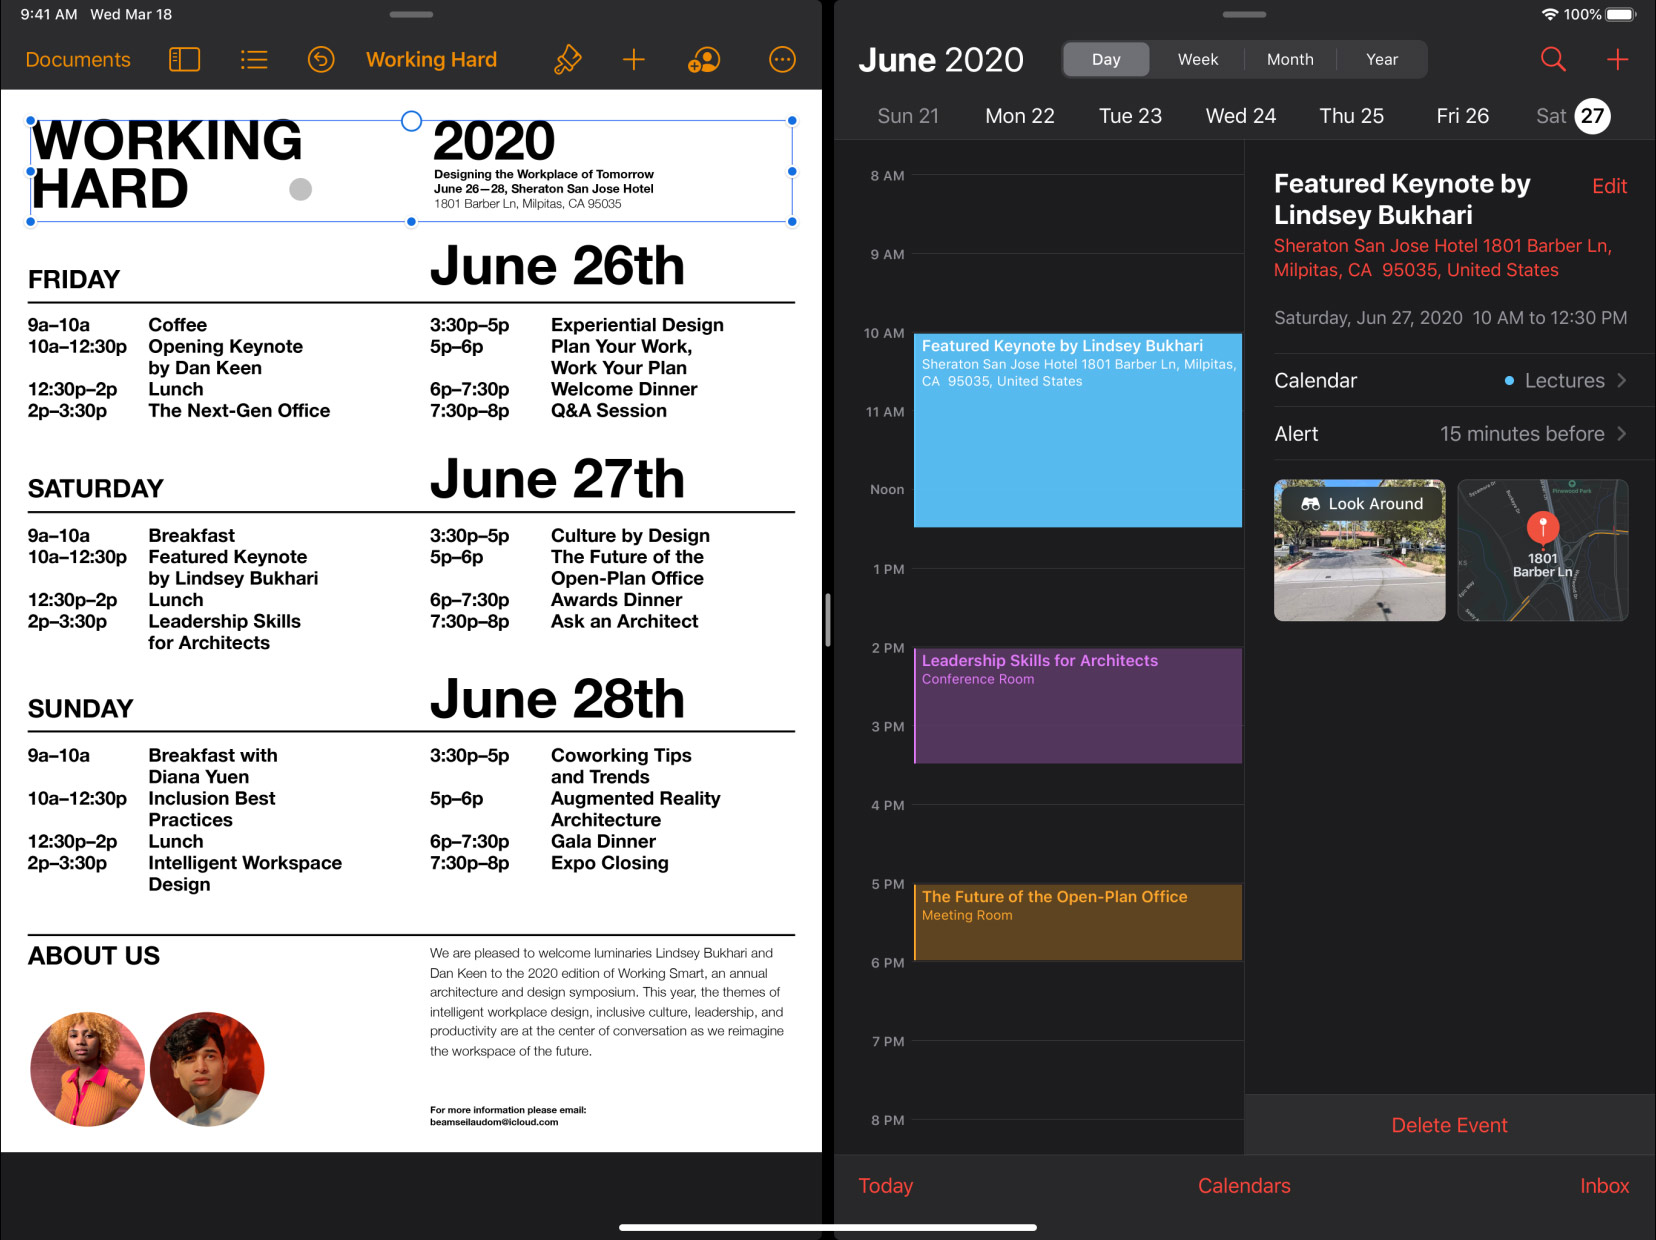 9:41 AM Wed Mar 18
Documents
Working Hard
WORKING
HARD
2020
Designing the Workplace of Tomorrow
June 26—28, Sheraton San Jose Hotel
1801 Barber Ln, Milpitas, CA 95035
FRIDAY
June 26th
9a–10a Coffee
10a–12:30p Opening Keynote
by Dan Keen
12:30p–2p Lunch
2p–3:30p The Next-Gen Office
3:30p–5p Experiential Design
5p–6p Plan Your Work,
Work Your Plan
6p–7:30p Welcome Dinner
7:30p–8p Q&A Session
SATURDAY
June 27th
9a–10a Breakfast
10a–12:30p Featured Keynote
by Lindsey Bukhari
12:30p–2p Lunch
2p–3:30p Leadership Skills
for Architects
3:30p–5p Culture by Design
5p–6p The Future of the
Open-Plan Office
6p–7:30p Awards Dinner
7:30p–8p Ask an Architect
SUNDAY
June 28th
9a–10a Breakfast with
Diana Yuen
10a–12:30p Inclusion Best
Practices
12:30p–2p Lunch
2p–3:30p Intelligent Workspace
Design
3:30p–5p Coworking Tips
and Trends
5p–6p Augmented Reality
Architecture
6p–7:30p Gala Dinner
7:30p–8p Expo Closing
ABOUT US
We are pleased to welcome luminaries Lindsey Bukhari and
Dan Keen to the 2020 edition of Working Smart, an annual
architecture and design symposium. This year, the themes of
intelligent workplace design, inclusive culture, leadership, and
productivity are at the center of conversation as we reimagine
the workspace of the future.
For more information please email:
beamseilaudom@icloud.com
100%
June 2020
Day Week Month Year
Sun 21 Mon 22 Tue 23 Wed 24 Thu 25 Fri 26 Sat 27
8 AM
9 AM
10 AM
Featured Keynote by Lindsey Bukhari
Sheraton San Jose Hotel 1801 Barber Ln, Milpitas,
CA 95035, United States
11 AM
Noon
1 PM
2 PM
Leadership Skills for Architects
Conference Room
3 PM
4 PM
5 PM
The Future of the Open-Plan Office
Meeting Room
6 PM
7 PM
8 PM
Featured Keynote by
Lindsey Bukhari
Edit
Sheraton San Jose Hotel 1801 Barber Ln,
Milpitas, CA 95035, United States
Saturday, Jun 27, 2020 10 AM to 12:30 PM
Calendar Lectures
Alert 15 minutes before
Look Around
Pinewood Park
1801
Barber Ln
Delete Event
Today Calendars Inbox